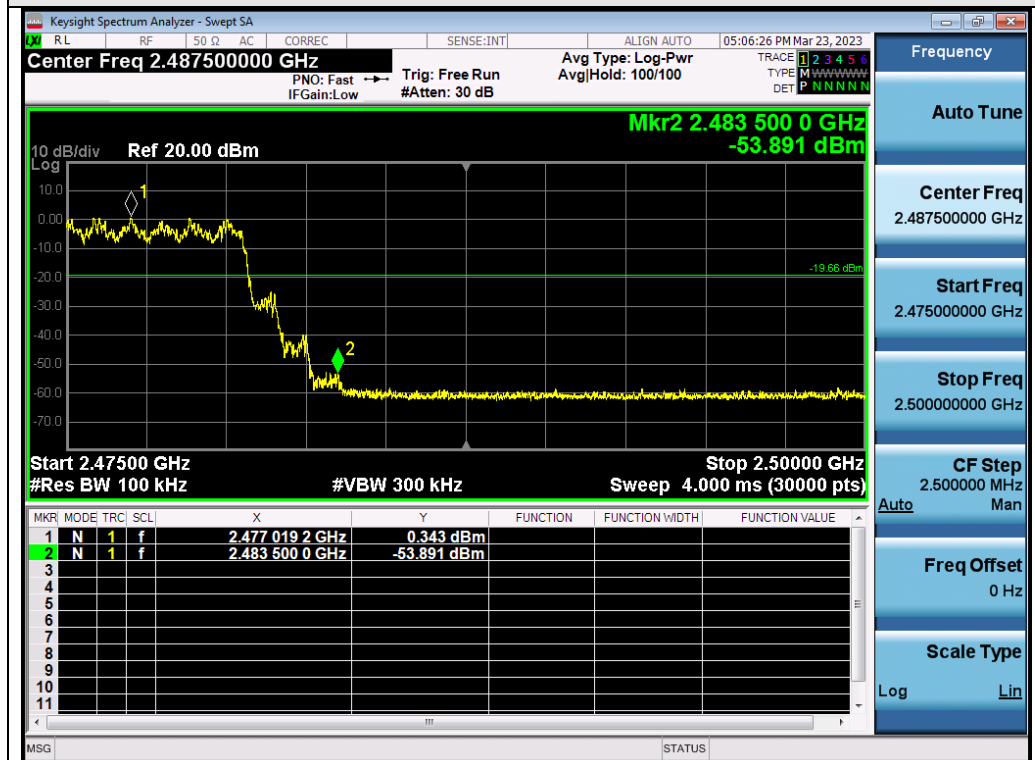 Keysight Spectrum Analyzer - Swept SA
LXI RL RF 50 Ω AC CORREC SENSE:INT ALIGN AUTO 05:06:26 PM Mar 23, 2023
Center Freq 2.487500000 GHz
PNO: Fast
IFGain:Low
Trig: Free Run
#Atten: 30 dB
Avg Type: Log-Pwr
Avg|Hold: 100/100
TRACE 1 2 3 4 5 6
TYPE M W W W W W
DET P N N N N N
Mkr2 2.483 500 0 GHz
-53.891 dBm
10 dB/div Ref 20.00 dBm
Log
10.0
0.00
-10.0
-20.0
-30.0
-40.0
-50.0
-60.0
-70.0
1
2
-19.66 dBm
Start 2.47500 GHz Stop 2.50000 GHz
#Res BW 100 kHz #VBW 300 kHz Sweep 4.000 ms (30000 pts)
MKR MODE TRC SCL X Y FUNCTION FUNCTION WIDTH FUNCTION VALUE
1 N 1 f 2.477 019 2 GHz 0.343 dBm
2 N 1 f 2.483 500 0 GHz -53.891 dBm
3
4
5
6
7
8
9
10
11
MSG STATUS
Frequency
Auto Tune
Center Freq
2.487500000 GHz
Start Freq
2.475000000 GHz
Stop Freq
2.500000000 GHz
CF Step
2.500000 MHz
Auto Man
Freq Offset
0 Hz
Scale Type
Log Lin